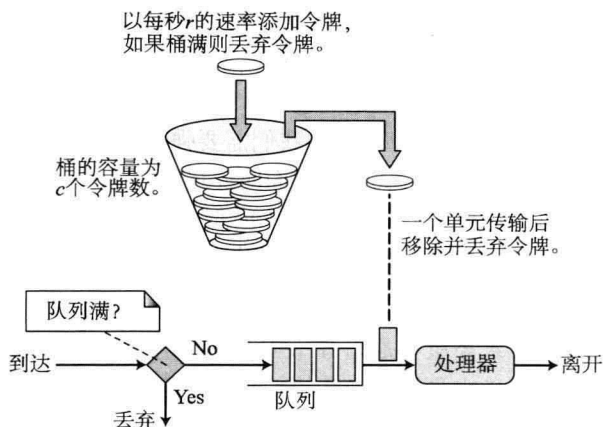 以每秒r的速率添加令牌，
如果桶满则丢弃令牌。
桶的容量为
c个令牌数。
一个单元传输后
移除并丢弃令牌。
队列满？
到达
No
处理器
离开
队列
Yes
丢弃